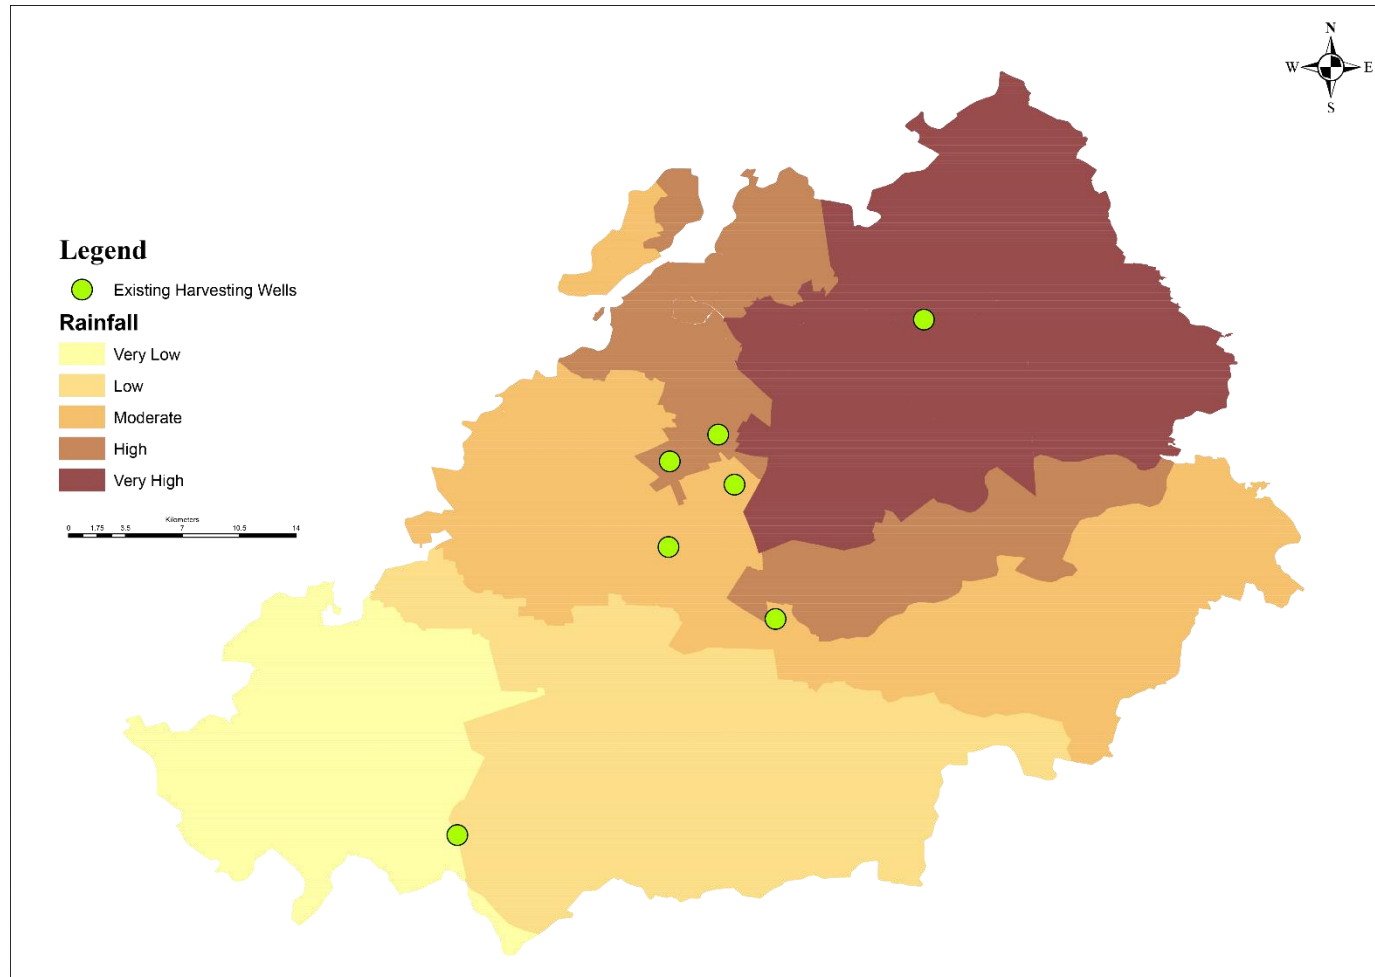 N
W E
S
Legend
Existing Harvesting Wells
Rainfall
Very Low
Low
Moderate
High
Very High
Kilometers
0 1.75 3.5 7 10.5 14